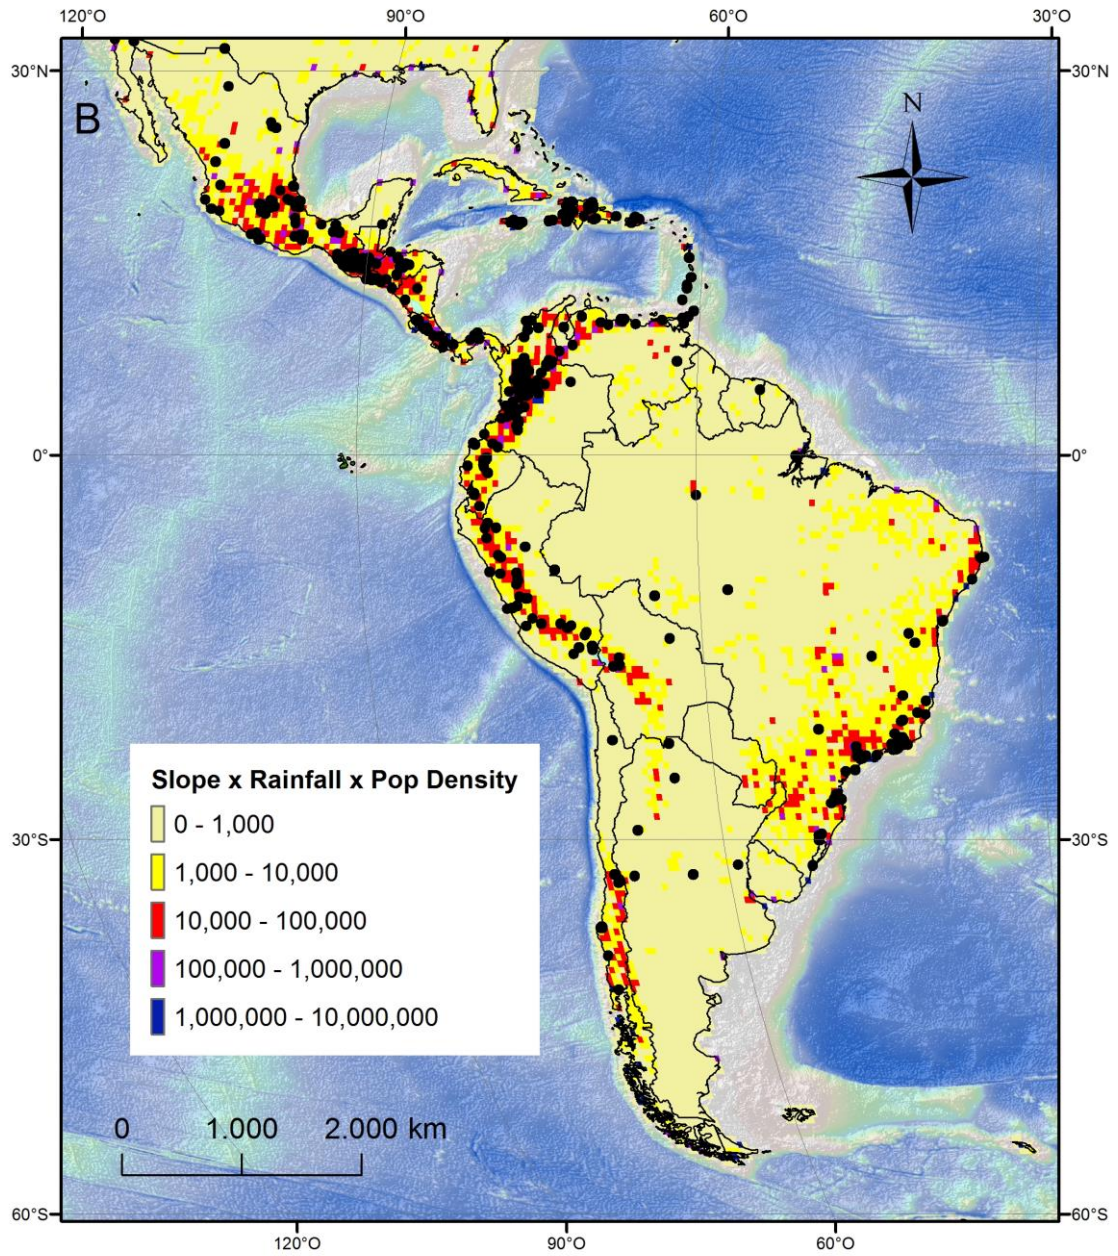 120°O 90°O 60°O 30°O
30°N 30°N
B
N
0° 0°
Slope x Rainfall x Pop Density
0 - 1,000
1,000 - 10,000
10,000 - 100,000
100,000 - 1,000,000
1,000,000 - 10,000,000
30°S 30°S
0 1.000 2.000 km
60°S 60°S
120°O 90°O 60°O